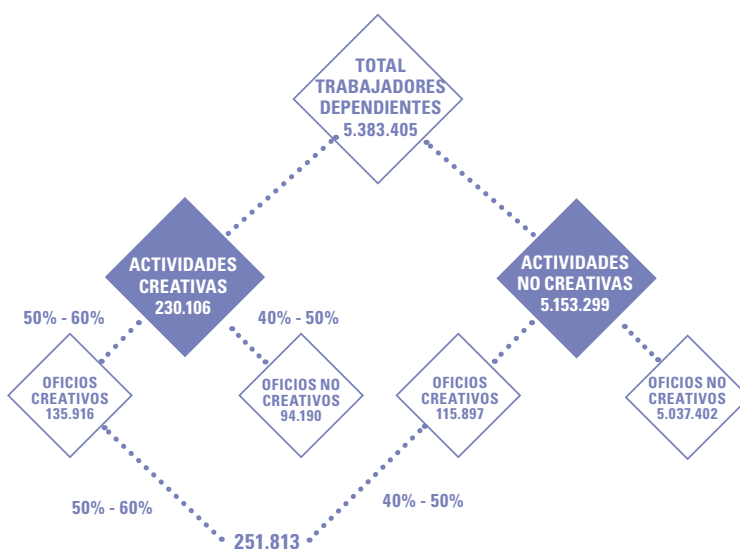 TOTAL
TRABAJADORES
DEPENDIENTES
5.383.405
ACTIVIDADES
CREATIVAS
230.106
ACTIVIDADES
NO CREATIVAS
5.153.299
50% - 60%
40% - 50%
OFICIOS
CREATIVOS
135.916
OFICIOS NO
CREATIVOS
94.190
OFICIOS
CREATIVOS
115.897
OFICIOS NO
CREATIVOS
5.037.402
50% - 60%
40% - 50%
251.813